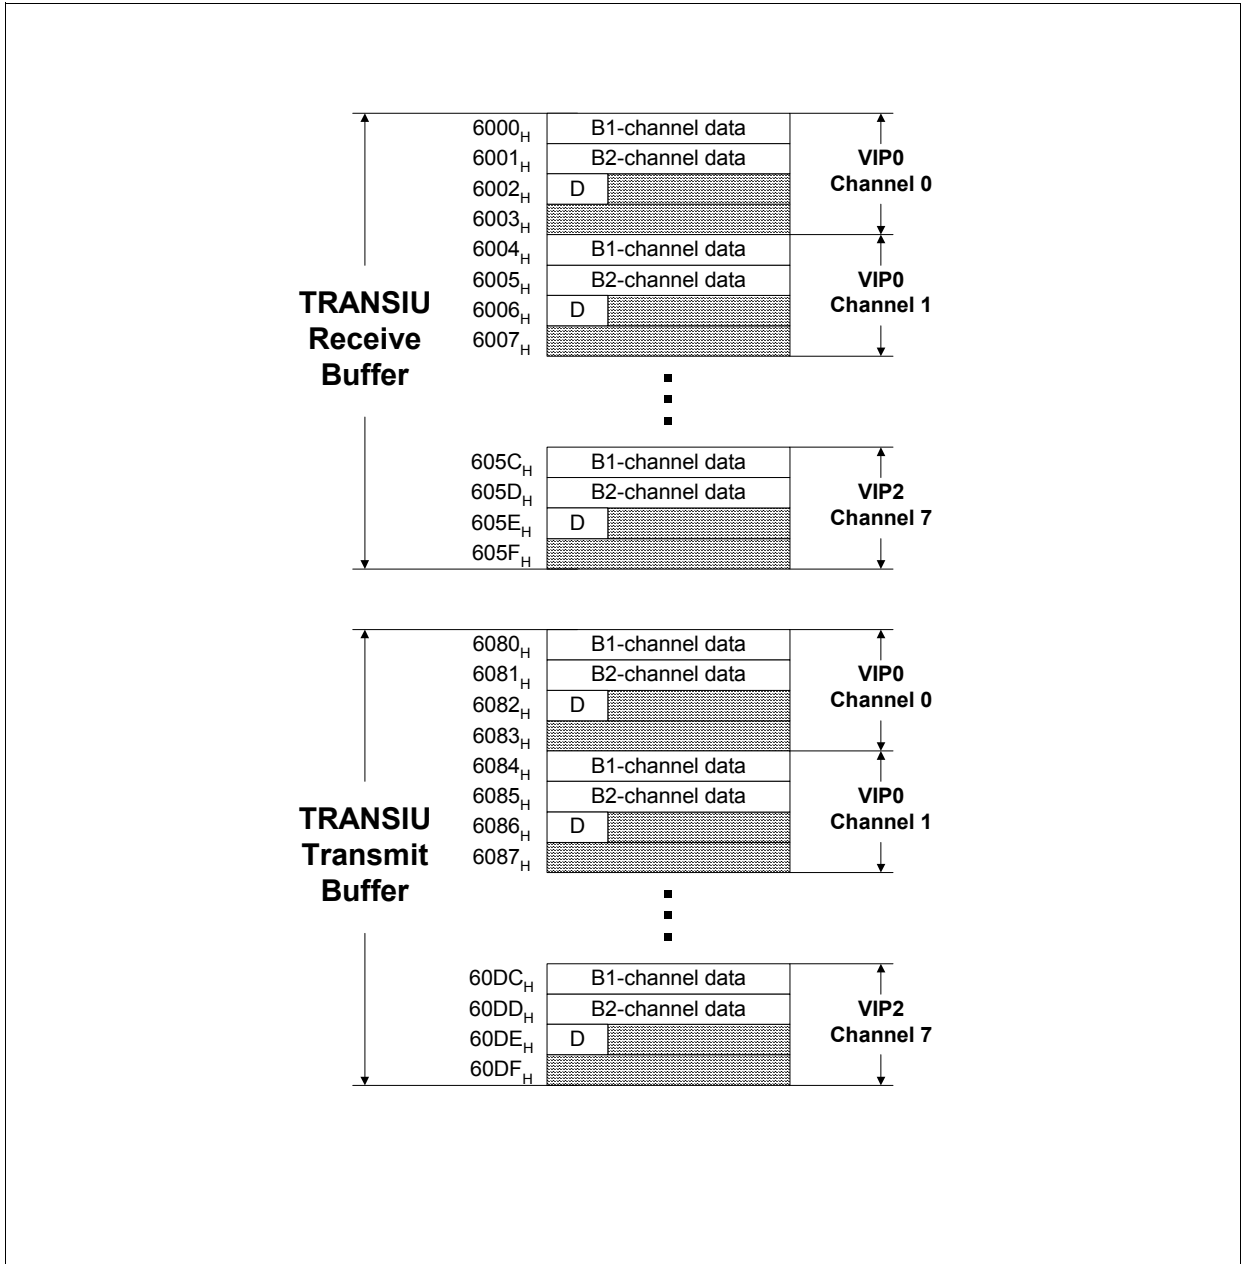 6000H B1-channel data
6001H B2-channel data
6002H D
6003H
VIP0
Channel 0
6004H B1-channel data
6005H B2-channel data
6006H D
6007H
VIP0
Channel 1
TRANSIU
Receive
Buffer
605CH B1-channel data
605DH B2-channel data
605EH D
605FH
VIP2
Channel 7
6080H B1-channel data
6081H B2-channel data
6082H D
6083H
VIP0
Channel 0
6084H B1-channel data
6085H B2-channel data
6086H D
6087H
VIP0
Channel 1
TRANSIU
Transmit
Buffer
60DCH B1-channel data
60DDH B2-channel data
60DEH D
60DFH
VIP2
Channel 7